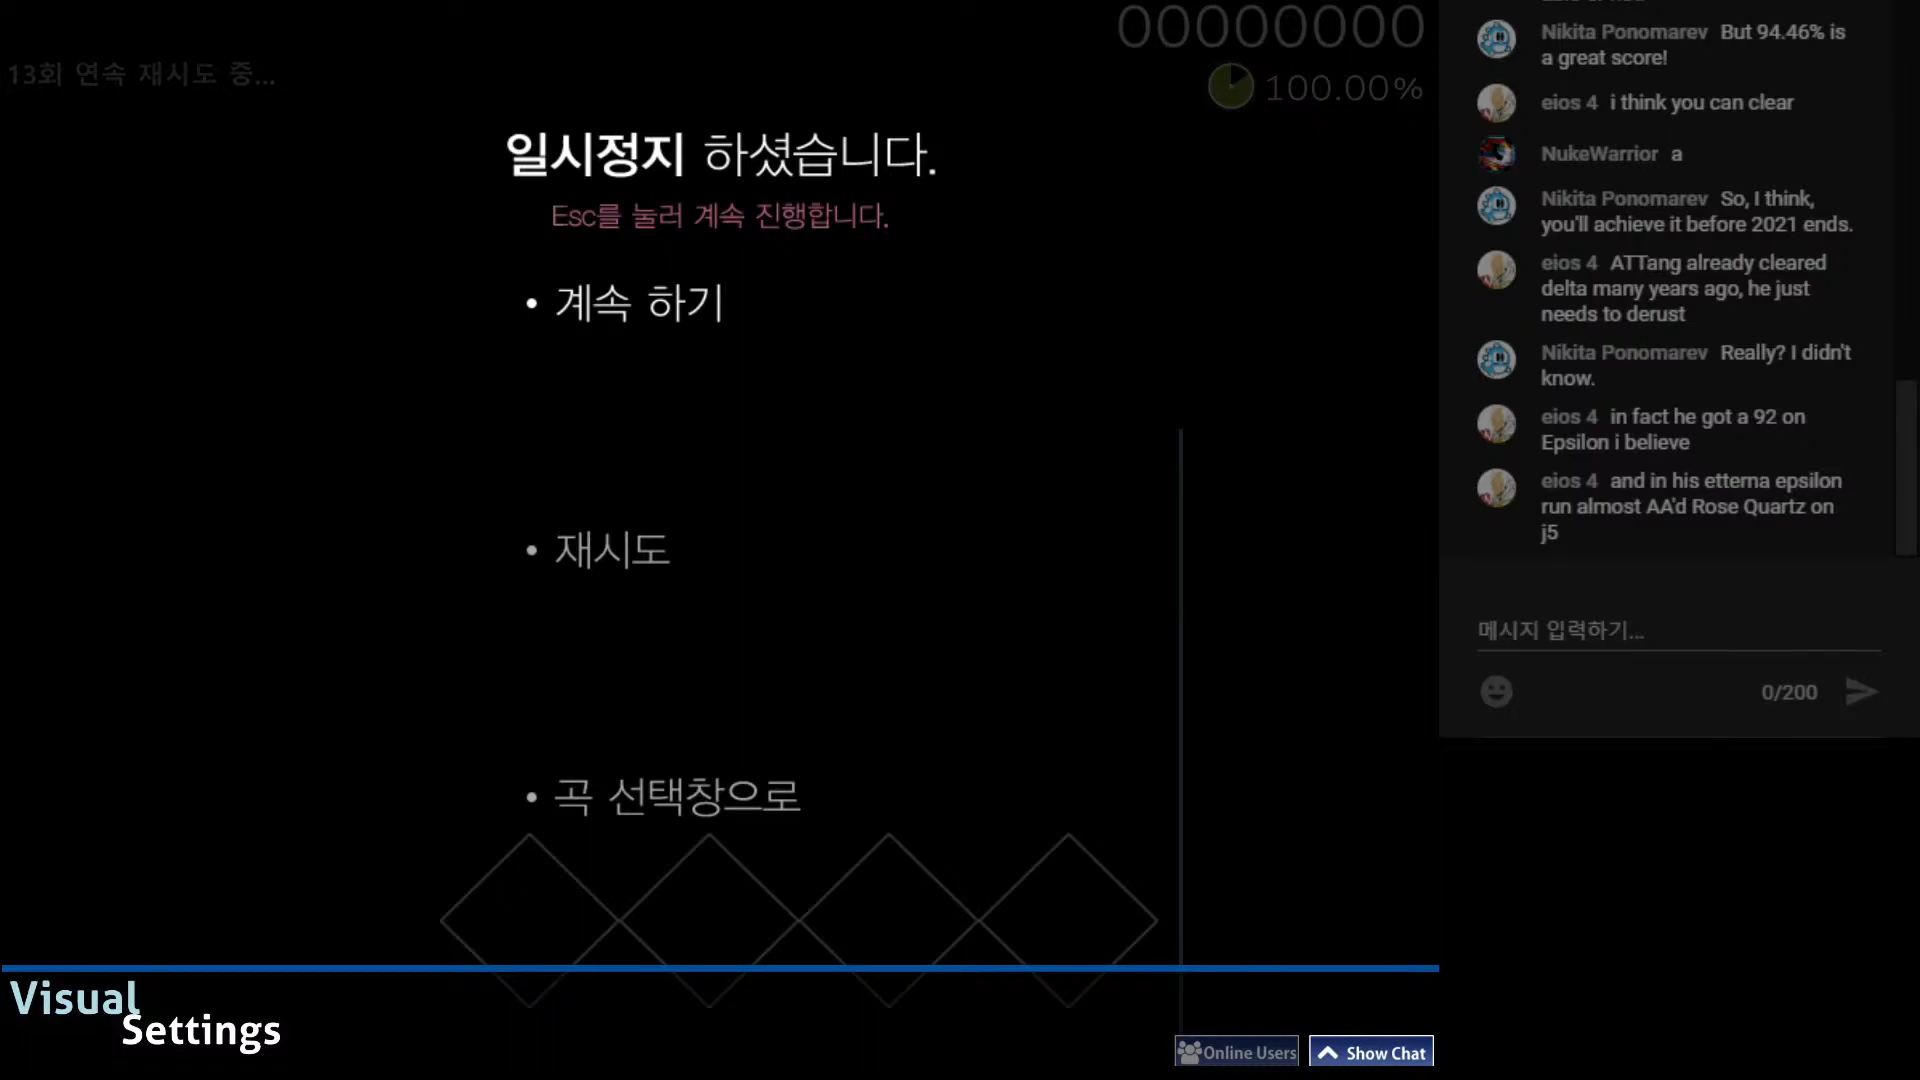 00000000
13회 연속 재시도 중...
100.00%
일시정지 하셨습니다.
Esc를 눌러 계속 진행합니다.
• 계속 하기
• 재시도
• 곡 선택창으로
Visual
Settings
Online Users
Show Chat
Nikita Ponomarev But 94.46% is
a great score!
eios 4 i think you can clear
NukeWarrior a
Nikita Ponomarev So, I think,
you'll achieve it before 2021 ends.
eios 4 ATTang already cleared
delta many years ago, he just
needs to derust
Nikita Ponomarev Really? I didn't
know.
eios 4 in fact he got a 92 on
Epsilon i believe
eios 4 and in his etterna epsilon
run almost AA'd Rose Quartz on
j5
메시지 입력하기...
0/200